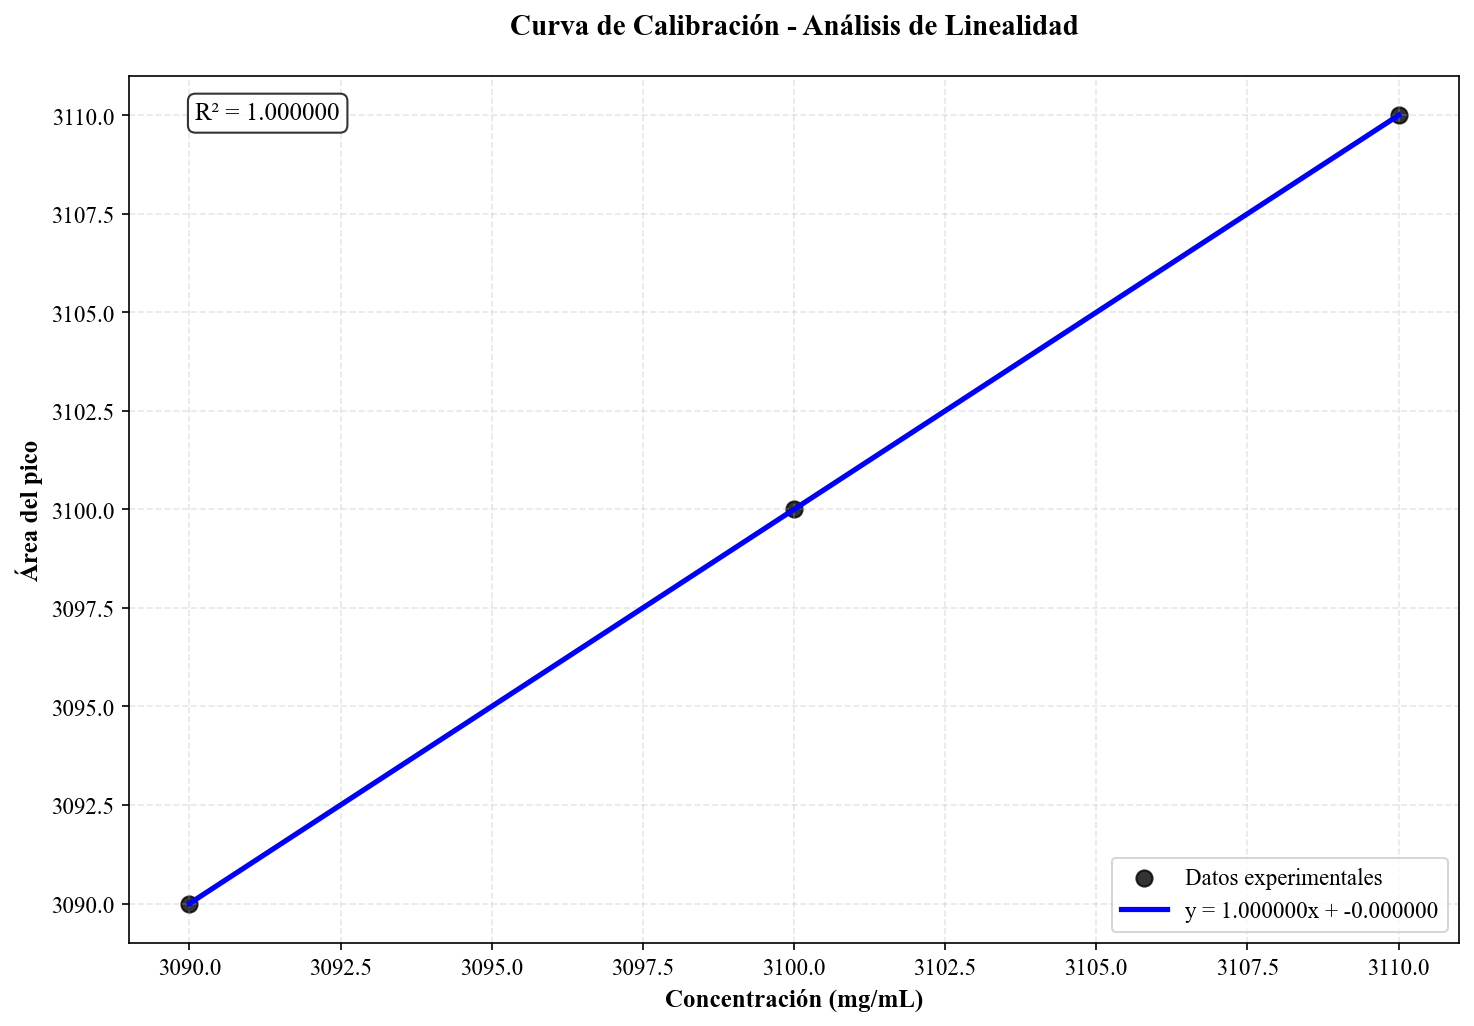 Curva de Calibración - Análisis de Linealidad
R² = 1.000000
3110.0
3107.5
3105.0
3102.5
3100.0
3097.5
3095.0
3092.5
3090.0
Área del pico
Datos experimentales
y = 1.000000x + -0.000000
3090.0 3092.5 3095.0 3097.5 3100.0 3102.5 3105.0 3107.5 3110.0
Concentración (mg/mL)